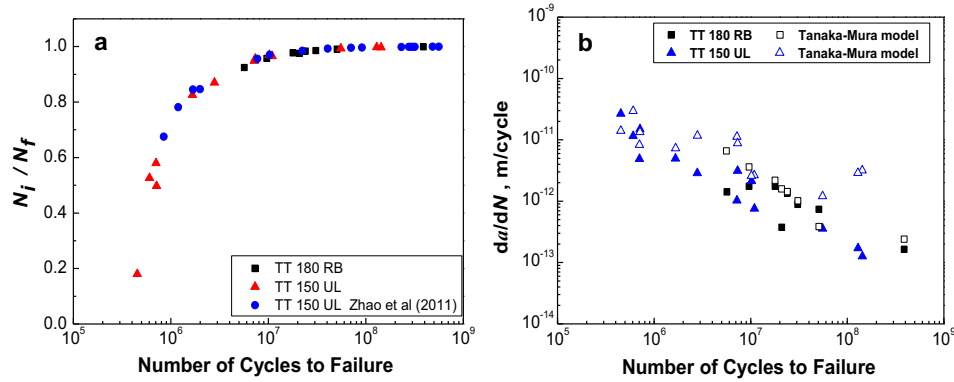 a
1.0
0.8
0.6
0.4
0.2
0.0
N_i / N_f
TT 180 RB
TT 150 UL
TT 150 UL Zhao et al (2011)
10^5 10^6 10^7 10^8 10^9
Number of Cycles to Failure
b
TT 180 RB Tanaka-Mura model
TT 150 UL Tanaka-Mura model
10^-9
10^-10
10^-11
10^-12
10^-13
10^-14
da/dN , m/cycle
10^5 10^6 10^7 10^8 10^9
Number of Cycles to Failure